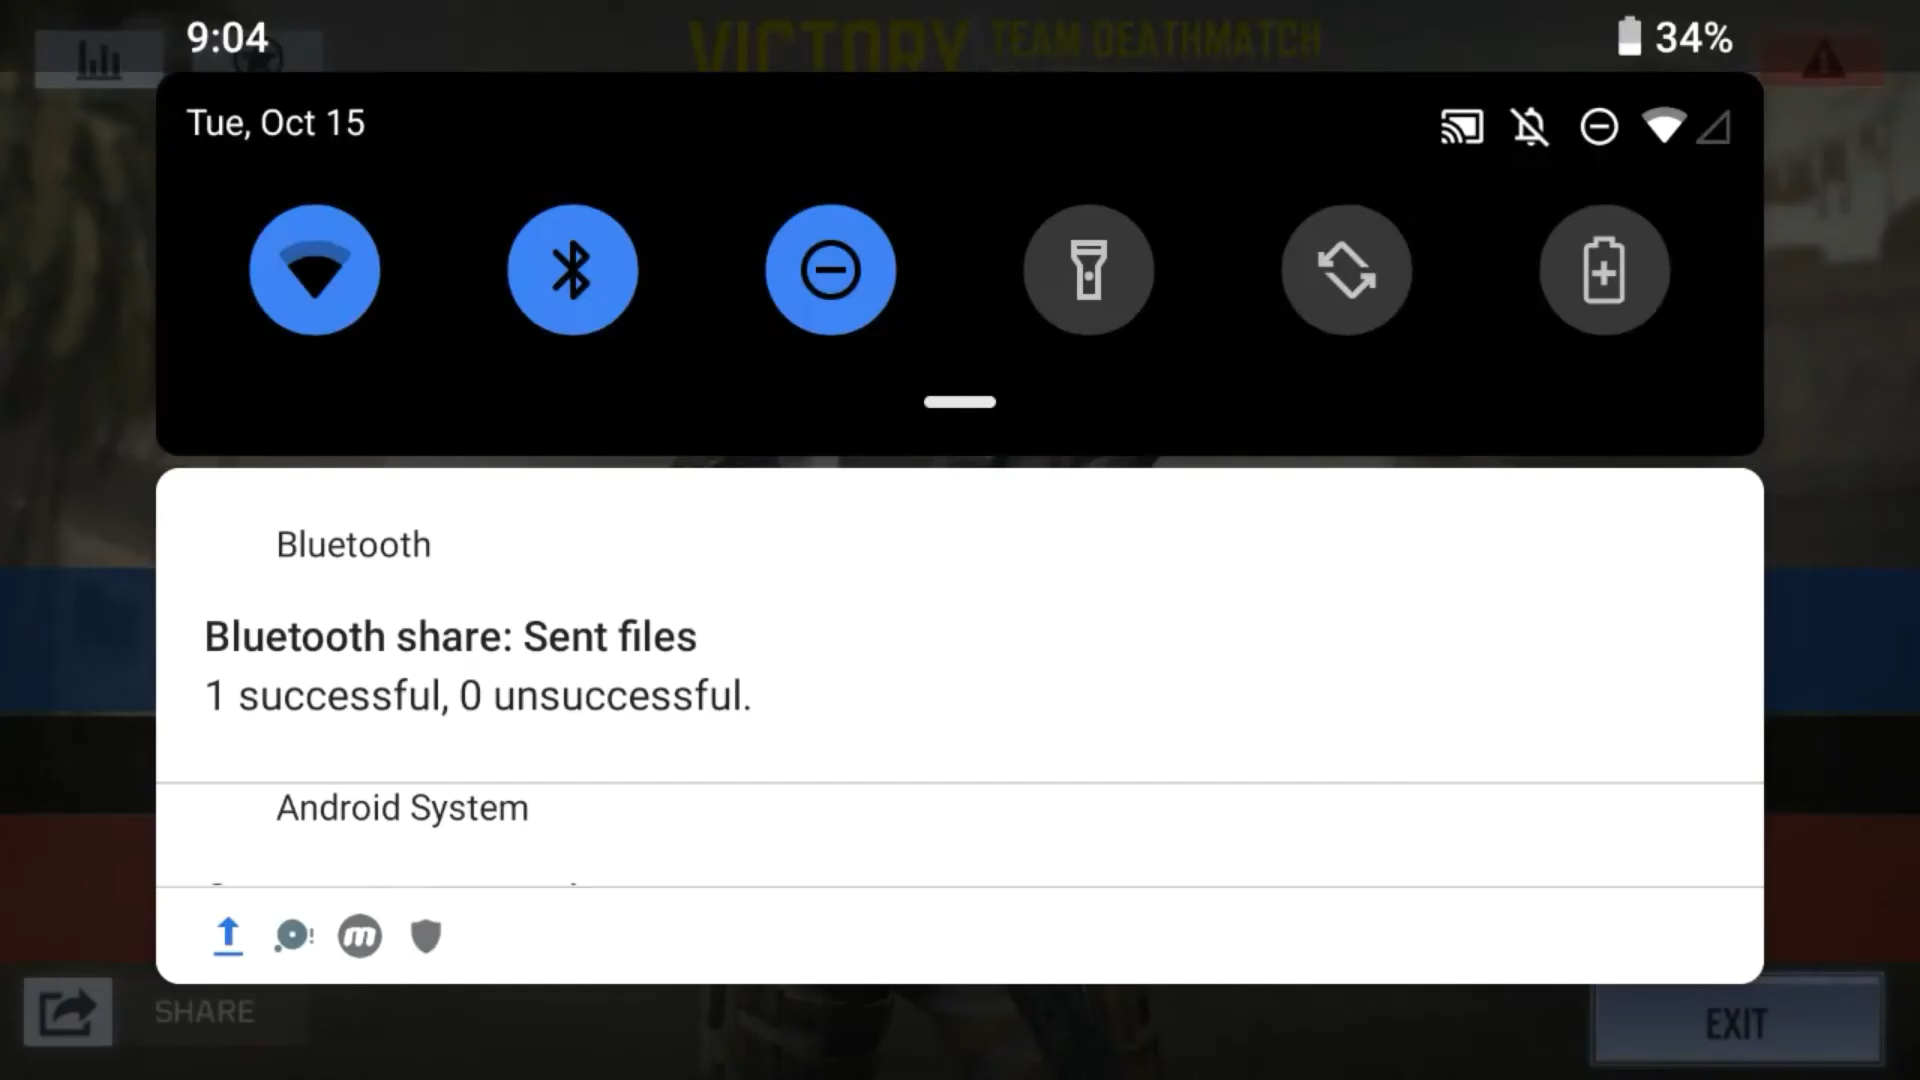 VICTORY TEAM DEATHMATCH
9:04
34%
Tue, Oct 15
Bluetooth
Bluetooth share: Sent files
1 successful, 0 unsuccessful.
Android System
SHARE
EXIT